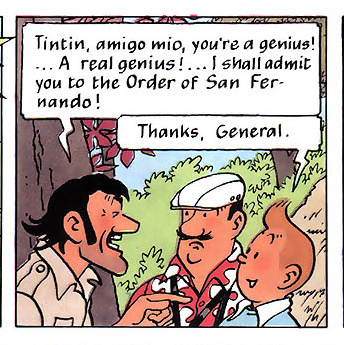 Tintin, amigo mio, you're a genius!
... A real genius!... I shall admit
you to the Order of San Fer-
nando!
Thanks, General.